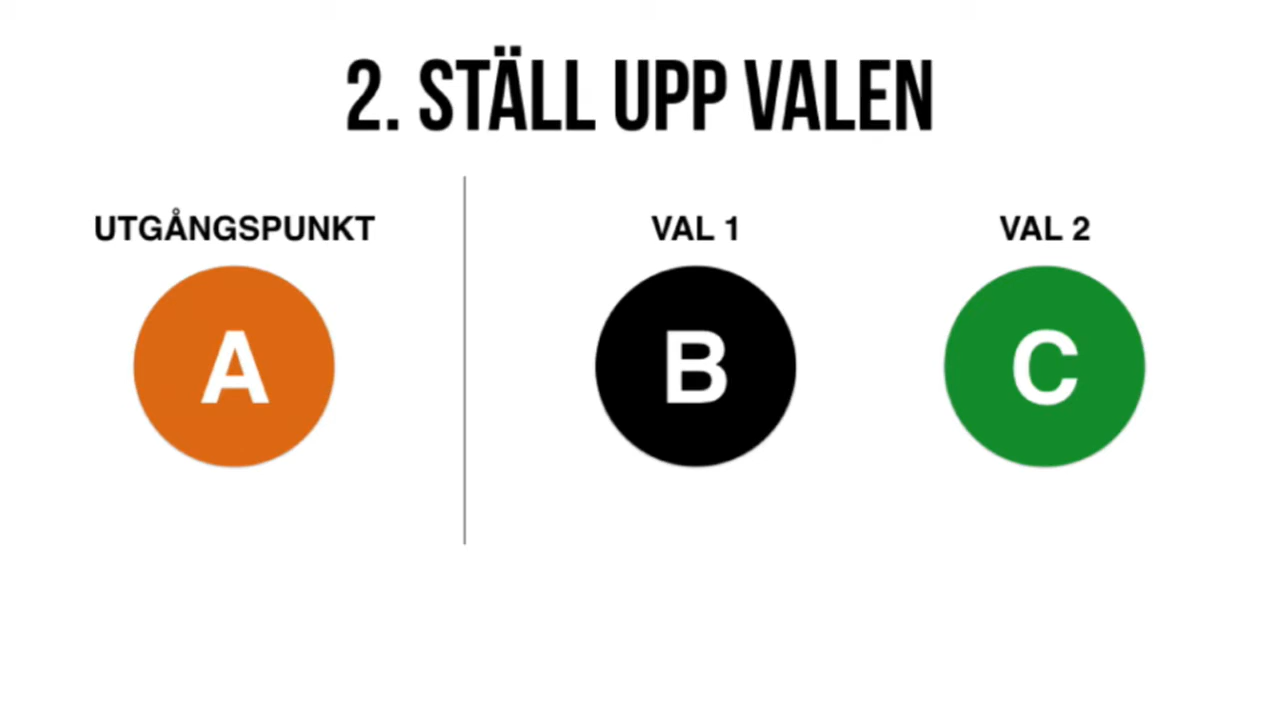 2. STÄLL UPP VALEN
UTGÅNGSPUNKT
VAL 1
VAL 2
A
B
C